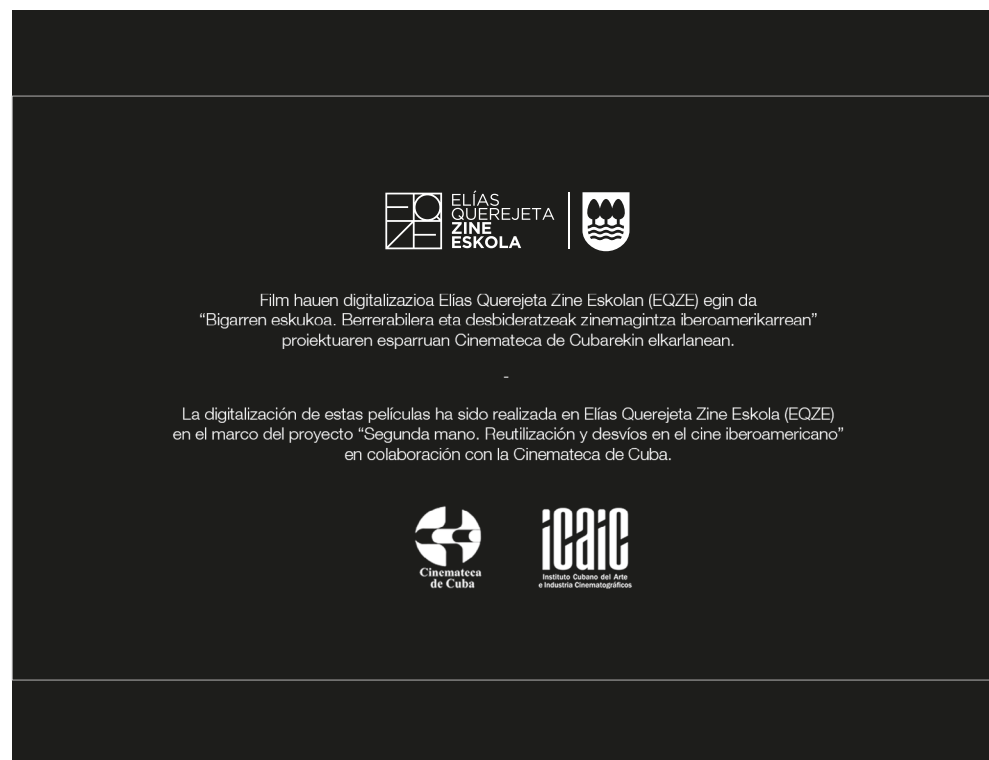 EQZE
ELÍAS
QUEREJETA
ZINE
ESKOLA
Film hauen digitalizazioa Elías Querejeta Zine Eskolan (EQZE) egin da
“Bigarren eskukoa. Berrerabilera eta desbideratzeak zinemagintza iberoamerikarrean”
proiektuaren esparruan Cinemateca de Cubarekin elkarlanean.
-
La digitalización de estas películas ha sido realizada en Elías Querejeta Zine Eskola (EQZE)
en el marco del proyecto “Segunda mano. Reutilización y desvíos en el cine iberoamericano”
en colaboración con la Cinemateca de Cuba.
Cinemateca
de Cuba
icaic
Instituto Cubano del Arte
e Industria Cinematográficos